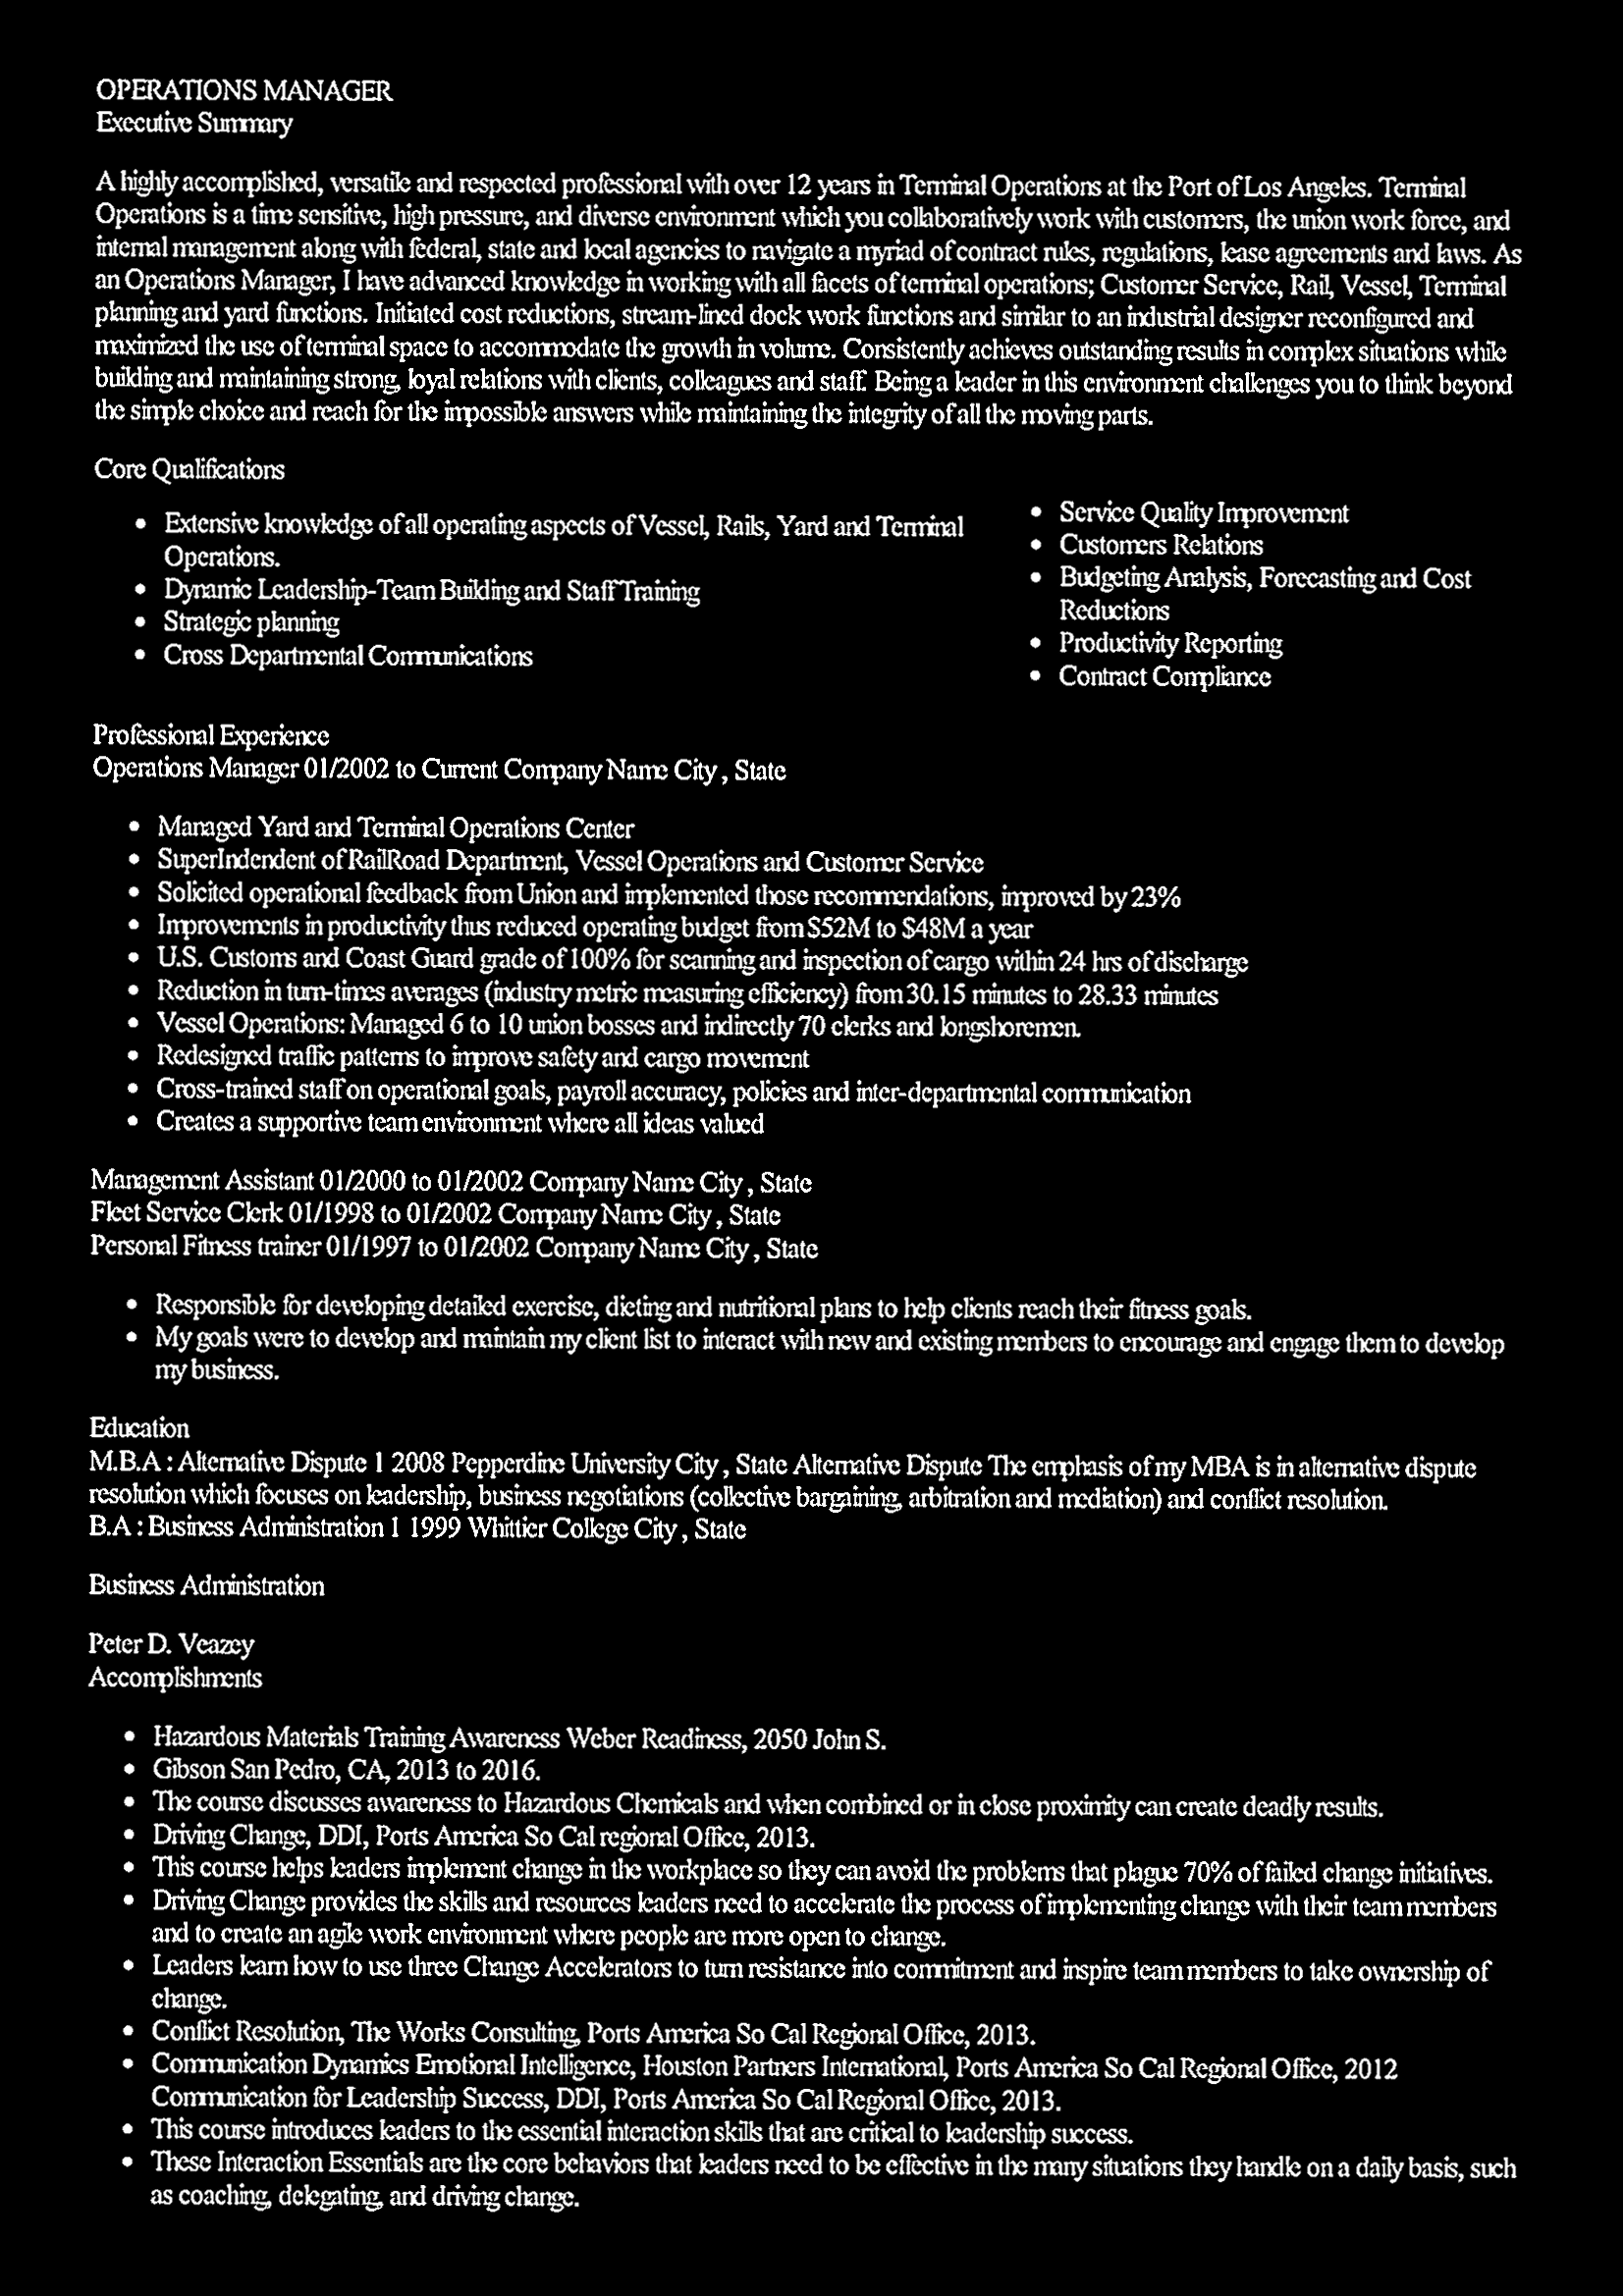 OPERATIONS MANAGER
Executive Summary
A highly accomplished, versatile and respected professional with over 12 years in Terminal Operations at the Port of Los Angeles. Terminal
Operations is a time sensitive, high pressure, and diverse environment which you collaboratively work with customers, the union work force, and
internal management along with federal, state and local agencies to navigate a myriad of contract rules, regulations, lease agreements and laws. As
an Operations Manager, I have advanced knowledge in working with all facets of terminal operations; Customer Service, Rail, Vessel, Terminal
planning and yard functions. Initiated cost reductions, stream-lined dock work functions and similar to an industrial designer reconfigured and
maximized the use of terminal space to accommodate the growth in volume. Consistently achieves outstanding results in complex situations while
building and maintaining strong, loyal relations with clients, colleagues and staff. Being a leader in this environment challenges you to think beyond
the simple choice and reach for the impossible answers while maintaining the integrity of all the moving parts.
Core Qualifications
• Extensive knowledge of all operating aspects of Vessel, Rails, Yard and Terminal
Operations.
• Dynamic Leadership-Team Building and Staff Training
• Strategic planning
• Cross Departmental Communications
• Service Quality Improvement
• Customers Relations
• Budgeting Analysis, Forecasting and Cost
Reductions
• Productivity Reporting
• Contract Compliance
Professional Experience
Operations Manager 01/2002 to Current Company Name City , State
• Managed Yard and Terminal Operations Center
• SuperIndendent of RailRoad Department, Vessel Operations and Customer Service
• Solicited operational feedback from Union and implemented those recommendations, improved by 23%
• Improvements in productivity thus reduced operating budget from $52M to $48M a year
• U.S. Customs and Coast Guard grade of 100% for scanning and inspection of cargo within 24 hrs of discharge
• Reduction in turn-times averages (industry metric measuring efficiency) from 30.15 minutes to 28.33 minutes
• Vessel Operations: Managed 6 to 10 union bosses and indirectly 70 clerks and longshoremen.
• Redesigned traffic patterns to improve safety and cargo movement
• Cross-trained staff on operational goals, payroll accuracy, policies and inter-departmental communication
• Creates a supportive team environment where all ideas valued
Management Assistant 01/2000 to 01/2002 Company Name City , State
Fleet Service Clerk 01/1998 to 01/2002 Company Name City , State
Personal Fitness trainer 01/1997 to 01/2002 Company Name City , State
• Responsible for developing detailed exercise, dieting and nutritional plans to help clients reach their fitness goals.
• My goals were to develop and maintain my client list to interact with new and existing members to encourage and engage them to develop
my business.
Education
M.B.A : Alternative Dispute 1 2008 Pepperdine University City , State Alternative Dispute The emphasis of my MBA is in alternative dispute
resolution which focuses on leadership, business negotiations (collective bargaining, arbitration and mediation) and conflict resolution.
B.A : Business Administration 1 1999 Whittier College City , State
Business Administration
Peter D. Veazey
Accomplishments
• Hazardous Materials Training Awareness Weber Readiness, 2050 John S.
• Gibson San Pedro, CA, 2013 to 2016.
• The course discusses awareness to Hazardous Chemicals and when combined or in close proximity can create deadly results.
• Driving Change, DDI, Ports America So Cal regional Office, 2013.
• This course helps leaders implement change in the workplace so they can avoid the problems that plague 70% of failed change initiatives.
• Driving Change provides the skills and resources leaders need to accelerate the process of implementing change with their team members
and to create an agile work environment where people are more open to change.
• Leaders learn how to use three Change Accelerators to turn resistance into commitment and inspire team members to take ownership of
change.
• Conflict Resolution, The Works Consulting, Ports America So Cal Regional Office, 2013.
• Communication Dynamics Emotional Intelligence, Houston Partners International, Ports America So Cal Regional Office, 2012
Communication for Leadership Success, DDI, Ports America So Cal Regional Office, 2013.
• This course introduces leaders to the essential interaction skills that are critical to leadership success.
• These Interaction Essentials are the core behaviors that leaders need to be effective in the many situations they handle on a daily basis, such
as coaching, delegating, and driving change.